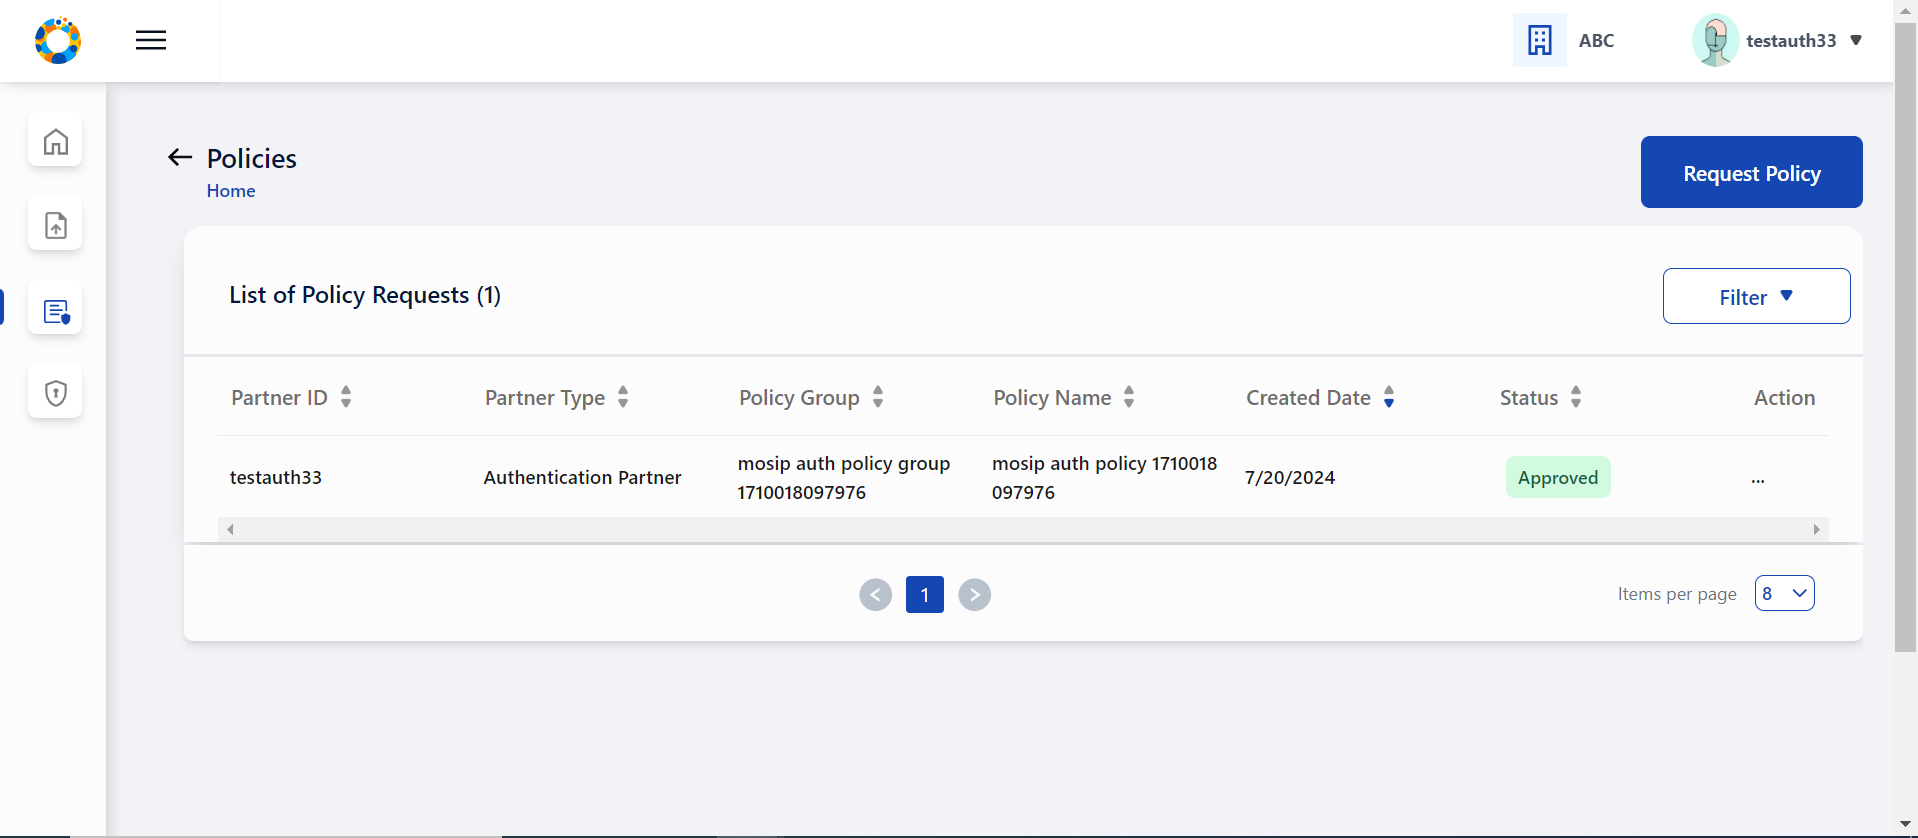 ABC
testauth33
Policies
Home
Request Policy
List of Policy Requests (1)
Filter
Partner ID Partner Type Policy Group Policy Name Created Date Status Action
testauth33 Authentication Partner mosip auth policy group mosip auth policy 1710018 7/20/2024 Approved ...
1710018097976 097976
< 1 >
Items per page 8